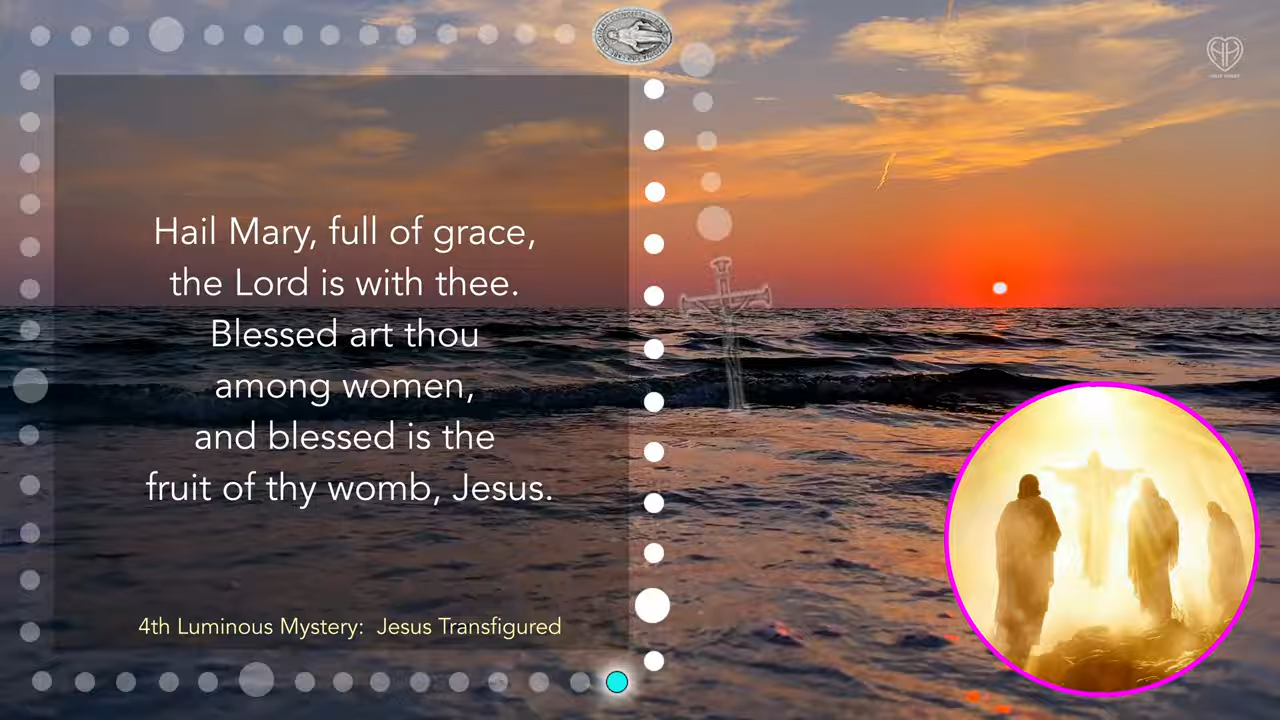 Hail Mary, full of grace,
the Lord is with thee.
Blessed art thou
among women,
and blessed is the
fruit of thy womb, Jesus.
4th Luminous Mystery:  Jesus Transfigured